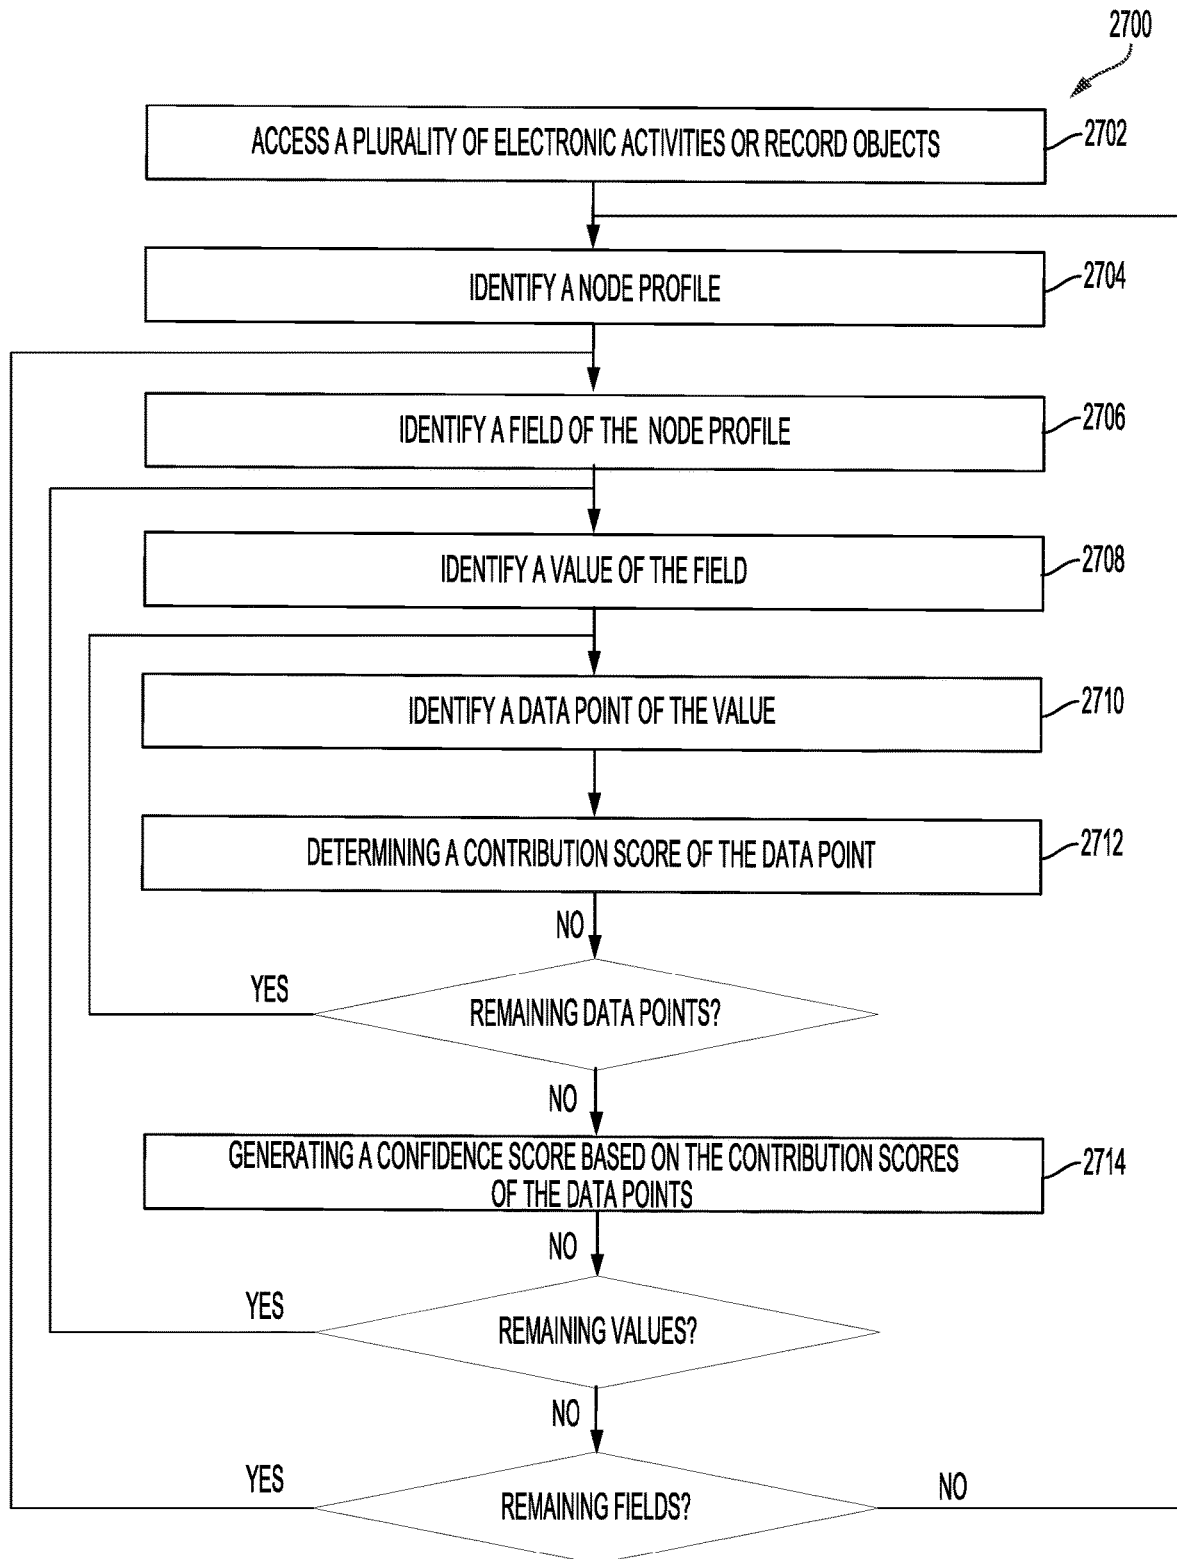 2700
ACCESS A PLURALITY OF ELECTRONIC ACTIVITIES OR RECORD OBJECTS
2702
IDENTIFY A NODE PROFILE
2704
IDENTIFY A FIELD OF THE NODE PROFILE
2706
IDENTIFY A VALUE OF THE FIELD
2708
IDENTIFY A DATA POINT OF THE VALUE
2710
DETERMINING A CONTRIBUTION SCORE OF THE DATA POINT
2712
NO
YES
REMAINING DATA POINTS?
NO
GENERATING A CONFIDENCE SCORE BASED ON THE CONTRIBUTION SCORES
OF THE DATA POINTS
2714
NO
YES
REMAINING VALUES?
NO
YES
REMAINING FIELDS?
NO